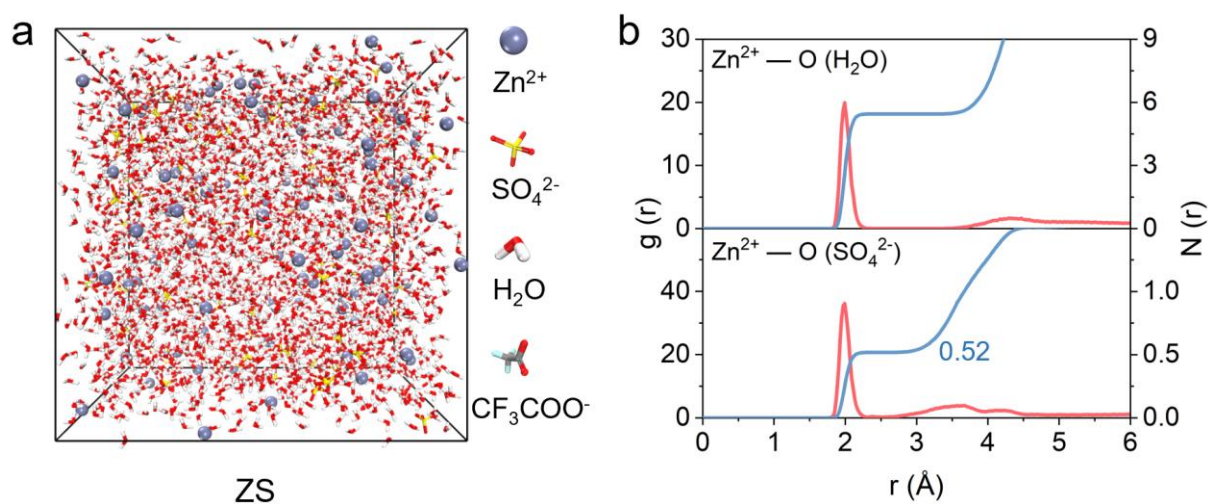 a
Zn²⁺
SO₄²⁻
H₂O
CF₃COO⁻
ZS
b
30
20
10
0
40
20
0
g (r)
Zn²⁺ — O (H₂O)
Zn²⁺ — O (SO₄²⁻)
0.52
9
6
3
0
1.0
0.5
0.0
N (r)
0 1 2 3 4 5 6
r (Å)